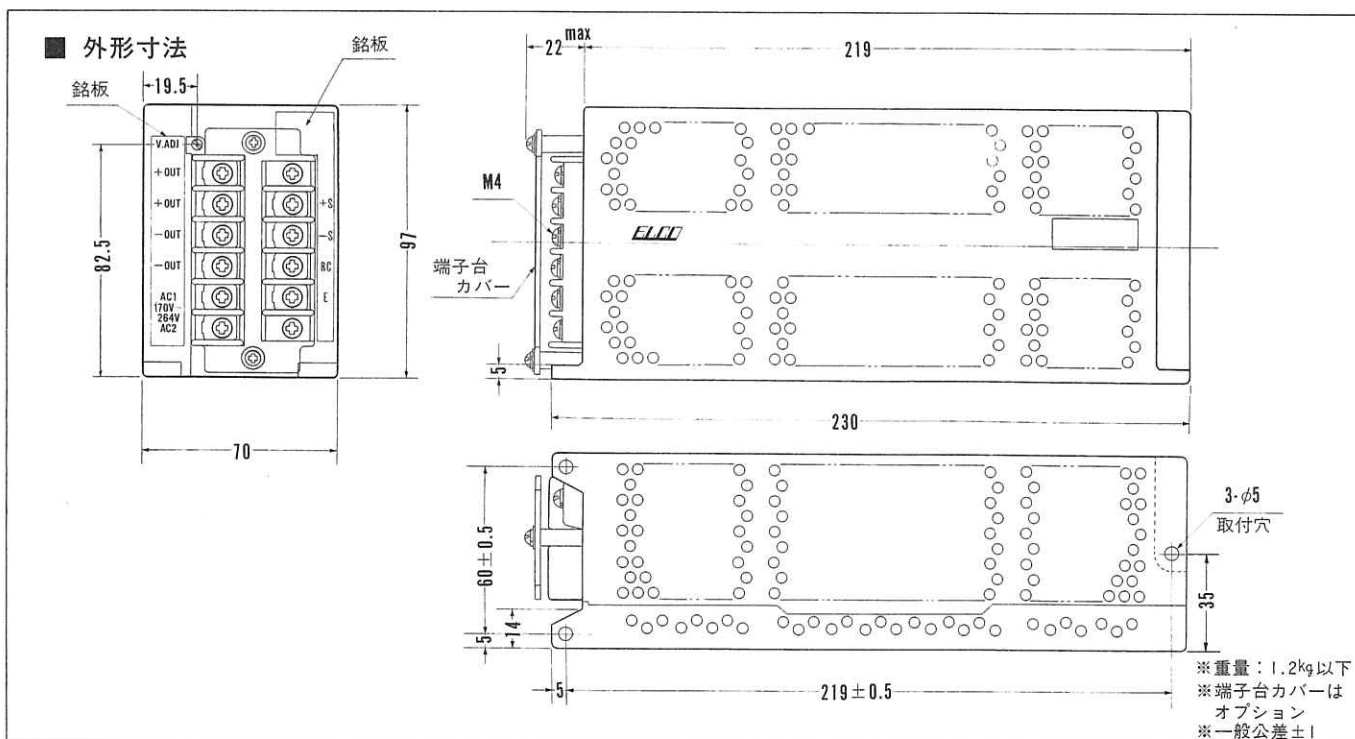 ■ 外形寸法
銘板
銘板
19.5
V.ADJ
+OUT
+OUT
−OUT
−OUT
AC1
170V
264V
AC2
+S
−S
RC
E
82.5
97
70
22 max
219
M4
端子台
カバー
ELCO
5
230
60±0.5
14
5
5
219±0.5
3-φ5
取付穴
35
※重量：1.2kg以下
※端子台カバーは
オプション
※一般公差±1